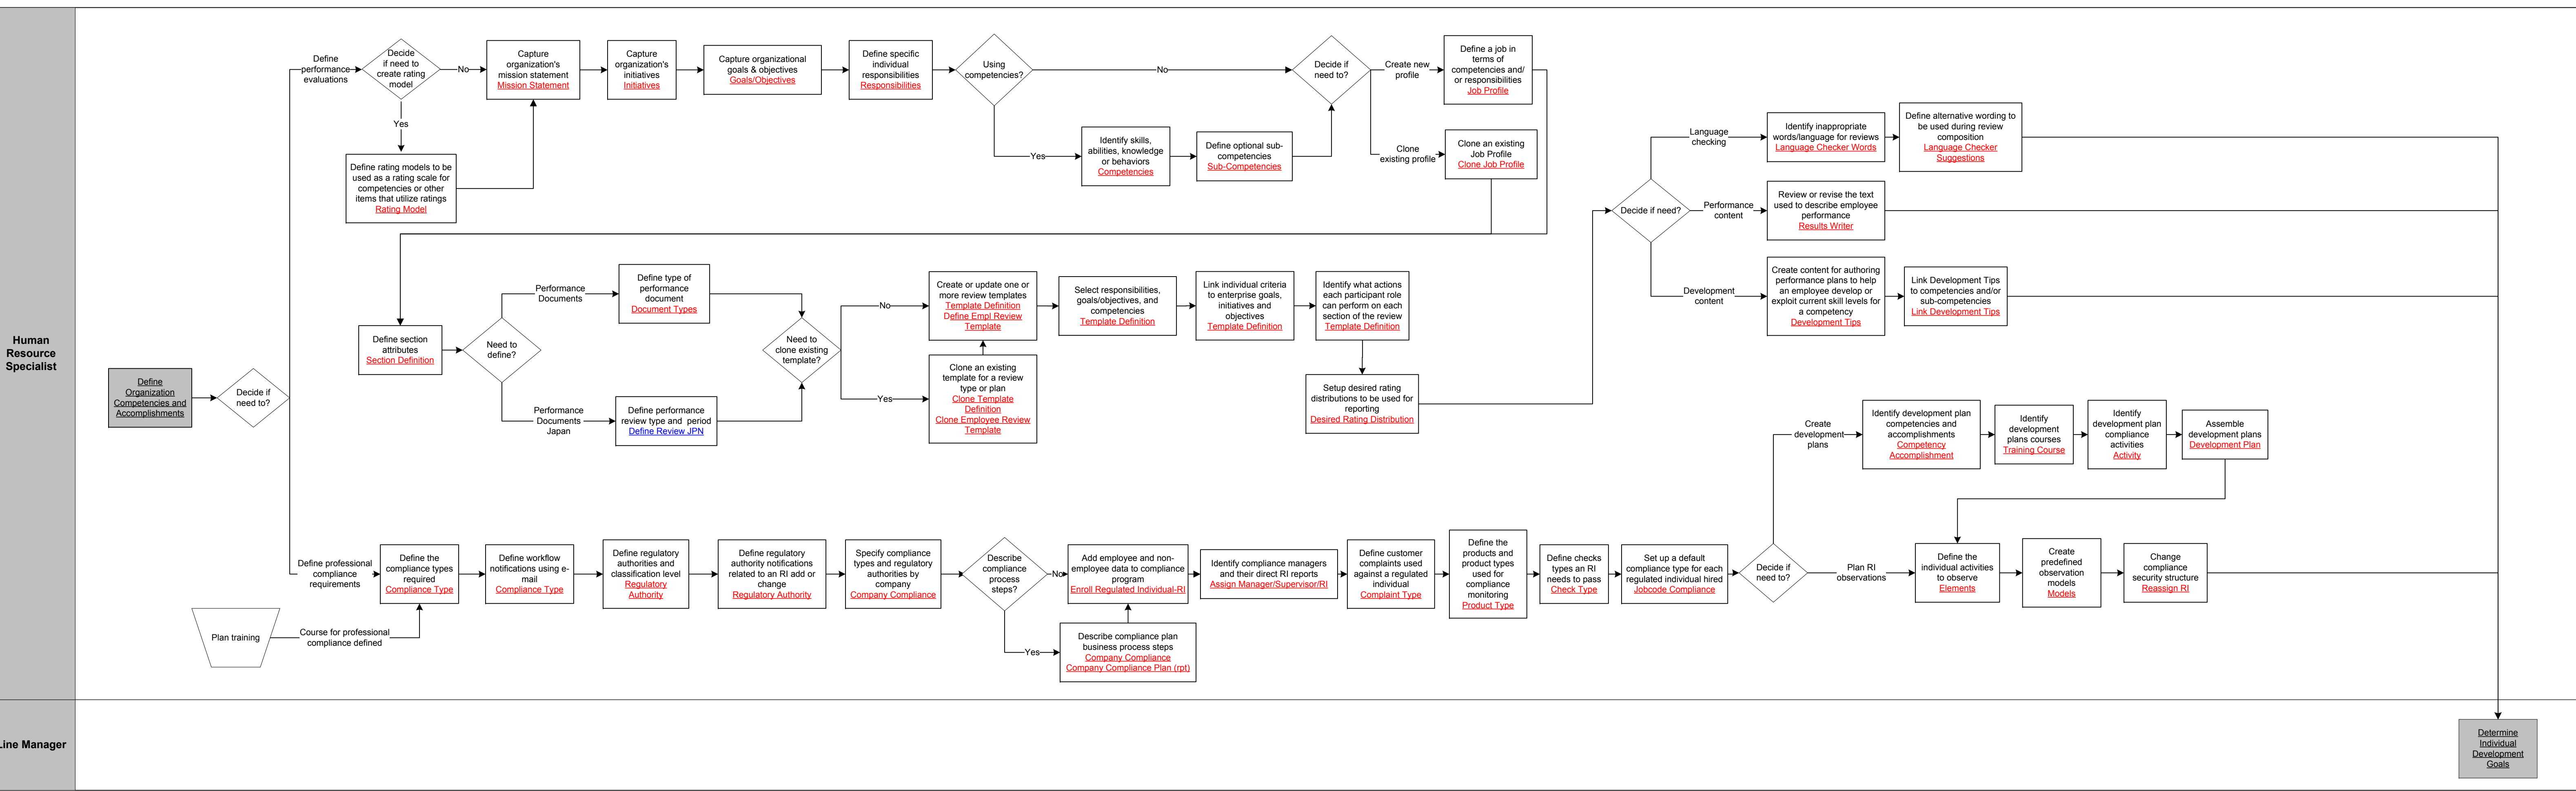 Human
Resource
Specialist
Define
Organization
Competencies and
Accomplishments
Decide if
need to?
Define
performance
evaluations
Decide
if need to
create rating
model
No
Yes
Define rating models to be
used as a rating scale for
competencies or other
items that utilize ratings
Rating Model
Capture
organization's
mission statement
Mission Statement
Capture
organization's
initiatives
Initiatives
Capture organizational
goals & objectives
Goals/Objectives
Define specific
individual
responsibilities
Responsibilities
Using
competencies?
No
Yes
Identify skills,
abilities, knowledge
or behaviors
Competencies
Define optional sub-
competencies
Sub-Competencies
Decide if
need to?
Create new
profile
Define a job in
terms of
competencies and/
or responsibilities
Job Profile
Clone
existing profile
Clone an existing
Job Profile
Clone Job Profile
Define section
attributes
Section Definition
Need to
define?
Performance
Documents
Define type of
performance
document
Document Types
Performance
Documents
Japan
Define performance
review type and  period
Define Review JPN
Need to
clone existing
template?
No
Create or update one or
more review templates
Template Definition
Define Empl Review
Template
Yes
Clone an existing
template for a review
type or plan
Clone Template
Definition
Clone Employee Review
Template
Select responsibilities,
goals/objectives, and
competencies
Template Definition
Link individual criteria
to enterprise goals,
initiatives and
objectives
Template Definition
Identify what actions
each participant role
can perform on each
section of the review
Template Definition
Setup desired rating
distributions to be used for
reporting
Desired Rating Distribution
Decide if need?
Language
checking
Identify inappropriate
words/language for reviews
Language Checker Words
Define alternative wording to
be used during review
composition
Language Checker
Suggestions
Performance
content
Review or revise the text
used to describe employee
performance
Results Writer
Development
content
Create content for authoring
performance plans to help
an employee develop or
exploit current skill levels for
a competency
Development Tips
Link Development Tips
to competencies and/or
sub-competencies
Link Development Tips
Define professional
compliance
requirements
Plan training
Course for professional
compliance defined
Define the
compliance types
required
Compliance Type
Define workflow
notifications using e-
mail
Compliance Type
Define regulatory
authorities and
classification level
Regulatory
Authority
Define regulatory
authority notifications
related to an RI add or
change
Regulatory Authority
Specify compliance
types and regulatory
authorities by
company
Company Compliance
Describe
compliance
process
steps?
No
Yes
Describe compliance plan
business process steps
Company Compliance
Company Compliance Plan (rpt)
Add employee and non-
employee data to compliance
program
Enroll Regulated Individual-RI
Identify compliance managers
and their direct RI reports
Assign Manager/Supervisor/RI
Define customer
complaints used
against a regulated
individual
Complaint Type
Define the
products and
product types
used for
compliance
monitoring
Product Type
Define checks
types an RI
needs to pass
Check Type
Set up a default
compliance type for each
regulated individual hired
Jobcode Compliance
Decide if
need to?
Create
development
plans
Identify development plan
competencies and
accomplishments
Competency
Accomplishment
Identify
development
plans courses
Training Course
Identify
development plan
compliance
activities
Activity
Assemble
development plans
Development Plan
Plan RI
observations
Define the
individual activities
to observe
Elements
Create
predefined
observation
models
Models
Change
compliance
security structure
Reassign RI
Line Manager
Determine
Individual
Development
Goals